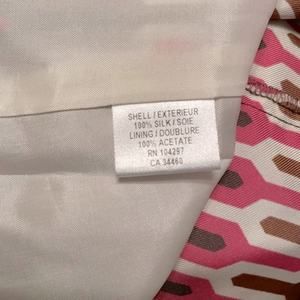 SHELL / EXTERIEUR
100% SILK / SOIE
LINING / DOUBLURE
100% ACETATE
RN 104297
CA 34460